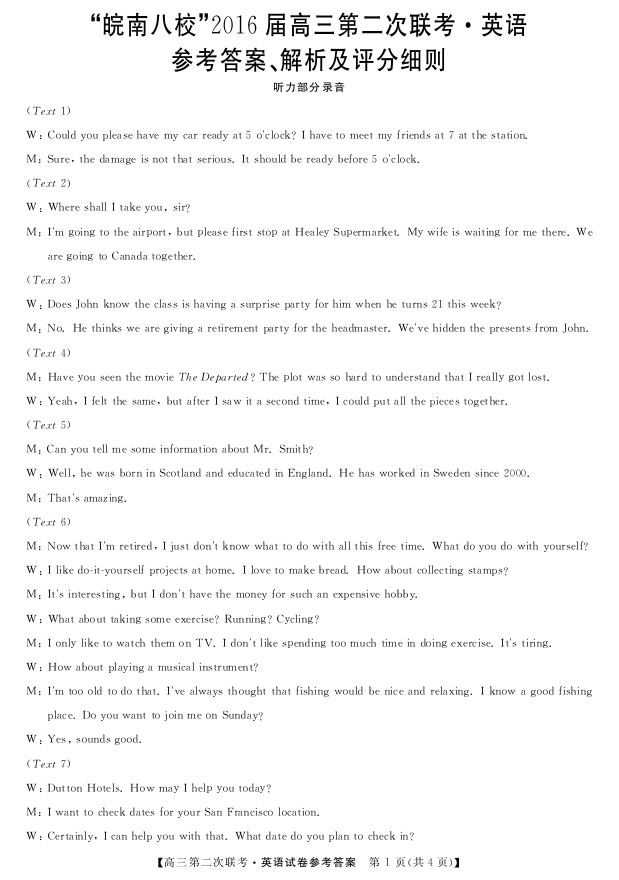 “皖南八校”2016届高三第二次联考·英语
参考答案、解析及评分细则
听力部分录音
(Text 1)
W: Could you please have my car ready at 5 o'clock? I have to meet my friends at 7 at the station.
M: Sure, the damage is not that serious. It should be ready before 5 o'clock.
(Text 2)
W: Where shall I take you, sir?
M: I'm going to the airport, but please first stop at Healey Supermarket. My wife is waiting for me there. We
are going to Canada together.
(Text 3)
W: Does John know the class is having a surprise party for him when he turns 21 this week?
M: No. He thinks we are giving a retirement party for the headmaster. We've hidden the presents from John.
(Text 4)
M: Have you seen the movie The Departed? The plot was so hard to understand that I really got lost.
W: Yeah, I felt the same, but after I saw it a second time, I could put all the pieces together.
(Text 5)
M: Can you tell me some information about Mr. Smith?
W: Well, he was born in Scotland and educated in England. He has worked in Sweden since 2000.
M: That's amazing.
(Text 6)
M: Now that I'm retired, I just don't know what to do with all this free time. What do you do with yourself?
W: I like do-it-yourself projects at home. I love to make bread. How about collecting stamps?
M: It's interesting, but I don't have the money for such an expensive hobby.
W: What about taking some exercise? Running? Cycling?
M: I only like to watch them on TV. I don't like spending too much time in doing exercise. It's tiring.
W: How about playing a musical instrument?
M: I'm too old to do that. I've always thought that fishing would be nice and relaxing. I know a good fishing
place. Do you want to join me on Sunday?
W: Yes, sounds good.
(Text 7)
W: Dutton Hotels. How may I help you today?
M: I want to check dates for your San Francisco location.
W: Certainly, I can help you with that. What date do you plan to check in?
【高三第二次联考·英语试卷参考答案 第1页(共4页)】